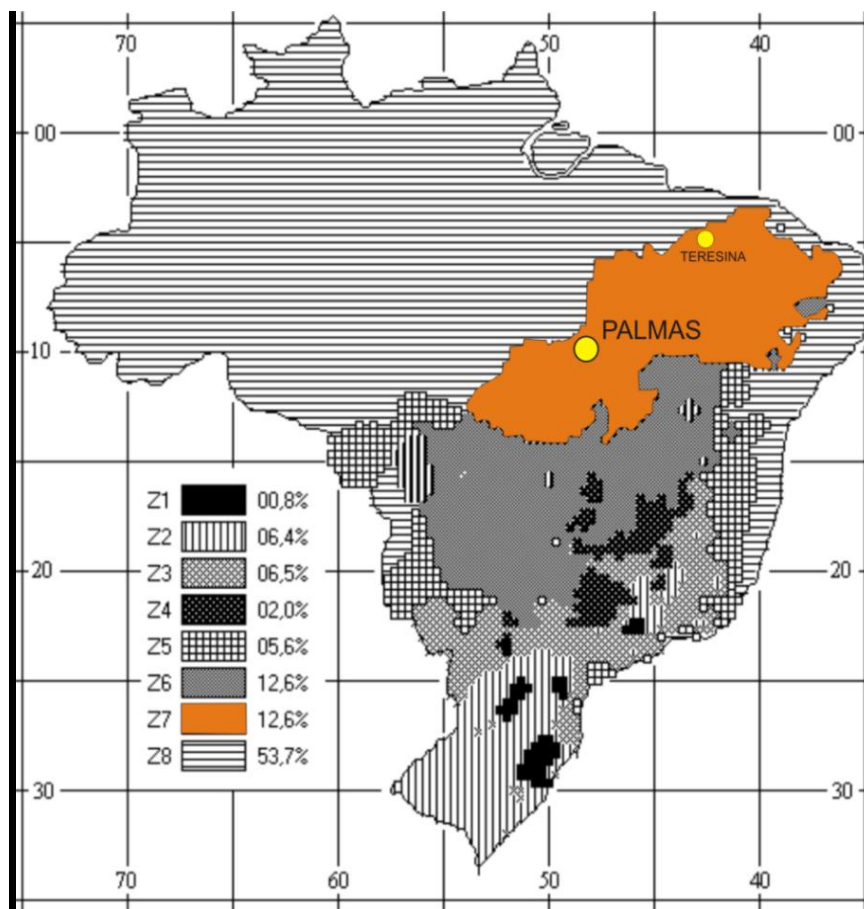 70 50 40
00 00
TERESINA
PALMAS
10
Z1 00,8%
Z2 06,4%
Z3 06,5%
Z4 02,0%
Z5 05,6%
Z6 12,6%
Z7 12,6%
Z8 53,7%
20 20
30 30
70 60 50 40